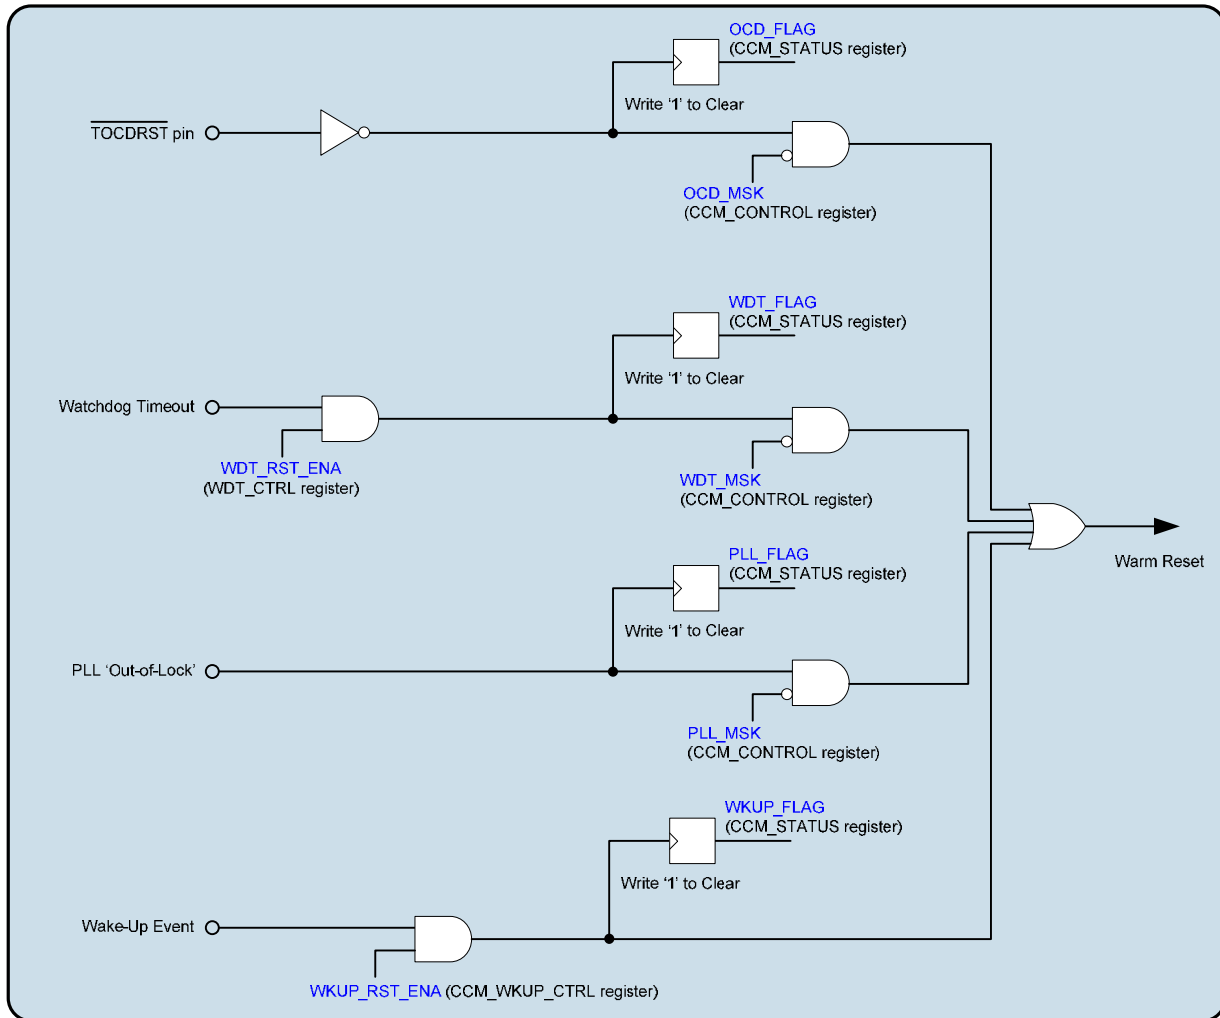 OCD_FLAG
(CCM_STATUS register)
Write ‘1’ to Clear
TOCDRST pin
OCD_MSK
(CCM_CONTROL register)
WDT_FLAG
(CCM_STATUS register)
Write ‘1’ to Clear
Watchdog Timeout
WDT_RST_ENA
(WDT_CTRL register)
WDT_MSK
(CCM_CONTROL register)
PLL_FLAG
(CCM_STATUS register)
Warm Reset
Write ‘1’ to Clear
PLL ‘Out-of-Lock’
PLL_MSK
(CCM_CONTROL register)
WKUP_FLAG
(CCM_STATUS register)
Write ‘1’ to Clear
Wake-Up Event
WKUP_RST_ENA (CCM_WKUP_CTRL register)